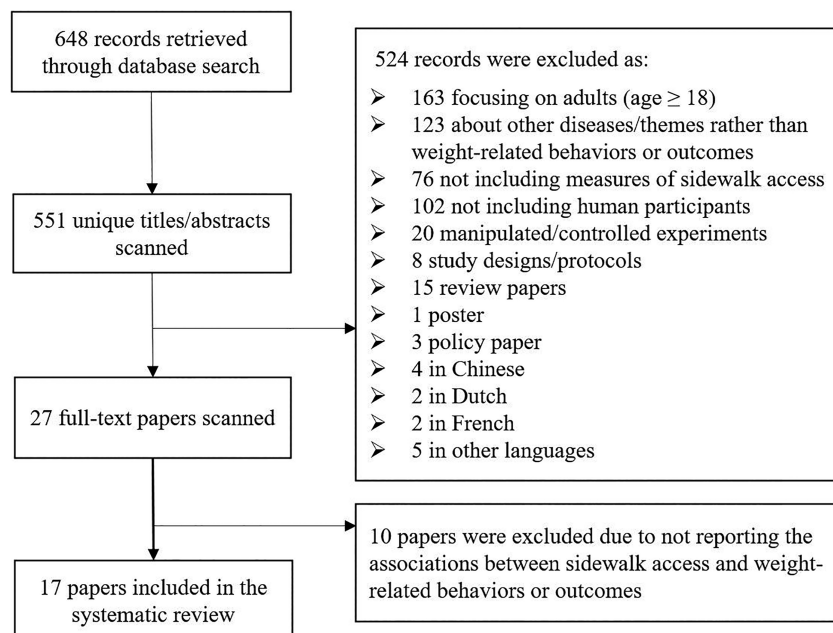 648 records retrieved
through database search
524 records were excluded as:
➢ 163 focusing on adults (age ≥ 18)
➢ 123 about other diseases/themes rather than
weight-related behaviors or outcomes
➢ 76 not including measures of sidewalk access
➢ 102 not including human participants
➢ 20 manipulated/controlled experiments
➢ 8 study designs/protocols
➢ 15 review papers
➢ 1 poster
➢ 3 policy paper
➢ 4 in Chinese
➢ 2 in Dutch
➢ 2 in French
➢ 5 in other languages
551 unique titles/abstracts
scanned
27 full-text papers scanned
10 papers were excluded due to not reporting the
associations between sidewalk access and weight-
related behaviors or outcomes
17 papers included in the
systematic review